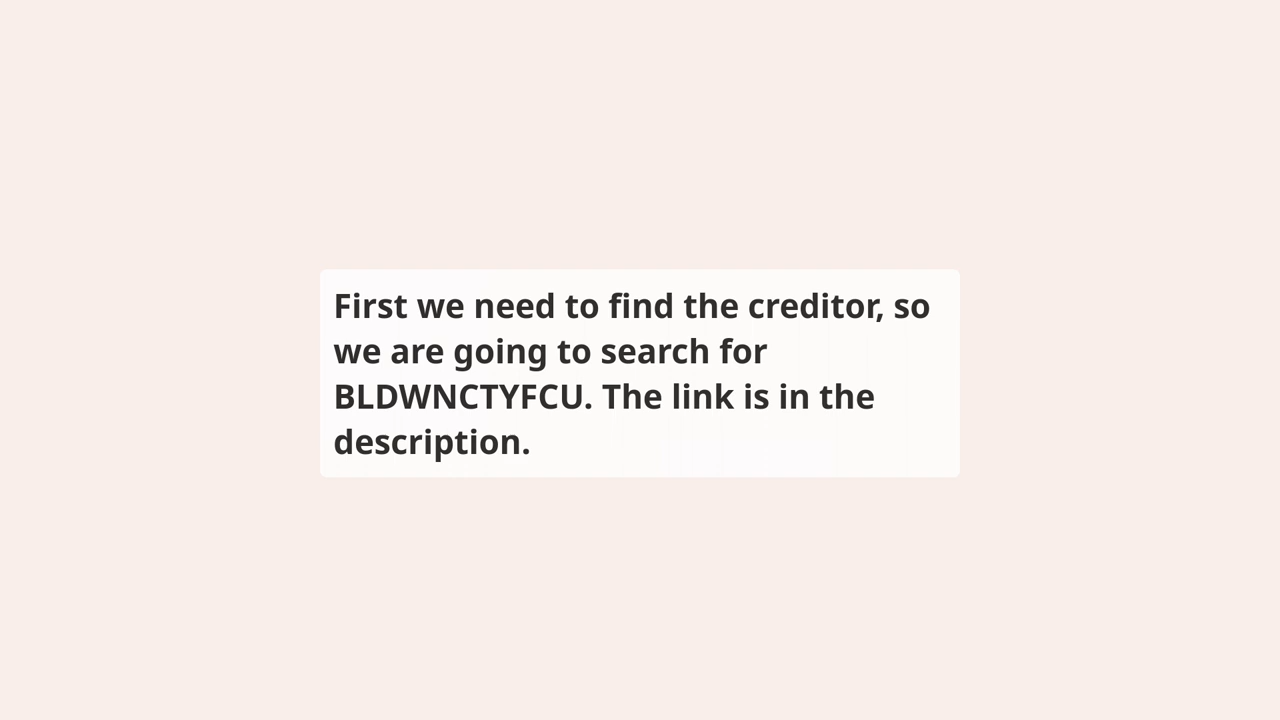 First we need to find the creditor, so
we are going to search for
BLDWNCTYFCU. The link is in the
description.